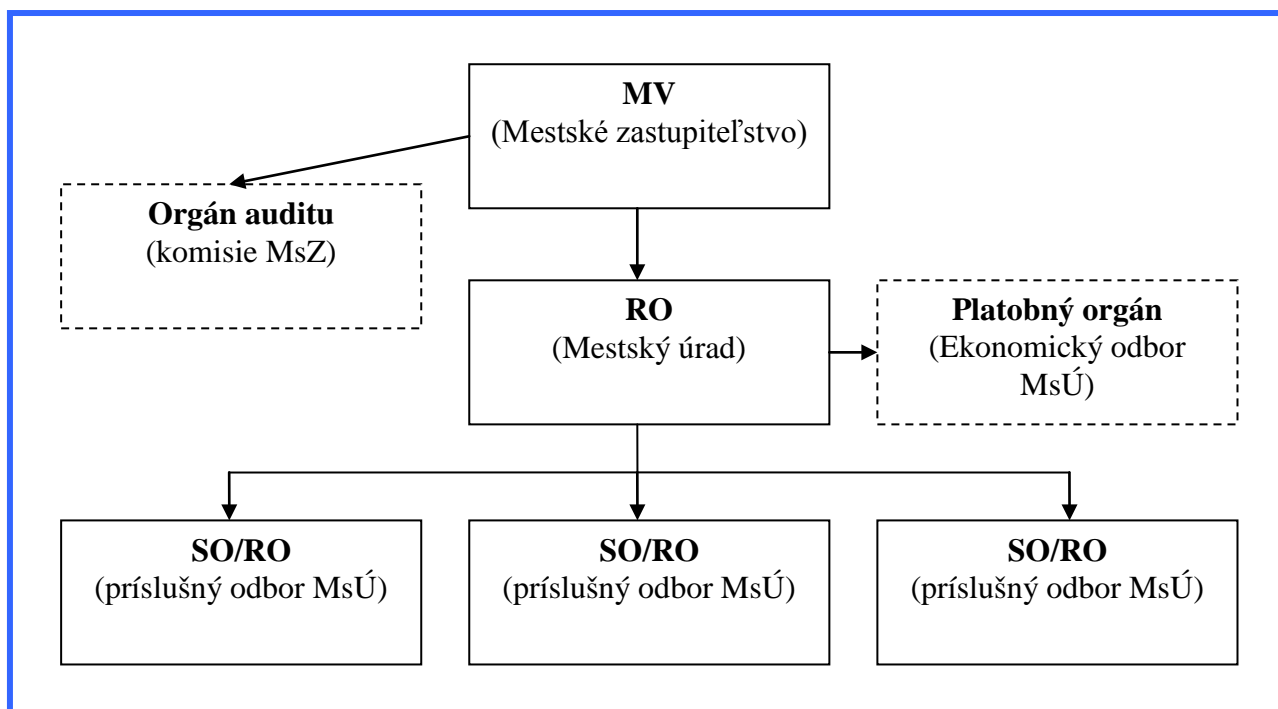 MV
(Mestské zastupiteľstvo)
Orgán auditu
(komisie MsZ)
RO
(Mestský úrad)
Platobný orgán
(Ekonomický odbor
MsÚ)
SO/RO
(príslušný odbor MsÚ)
SO/RO
(príslušný odbor MsÚ)
SO/RO
(príslušný odbor MsÚ)